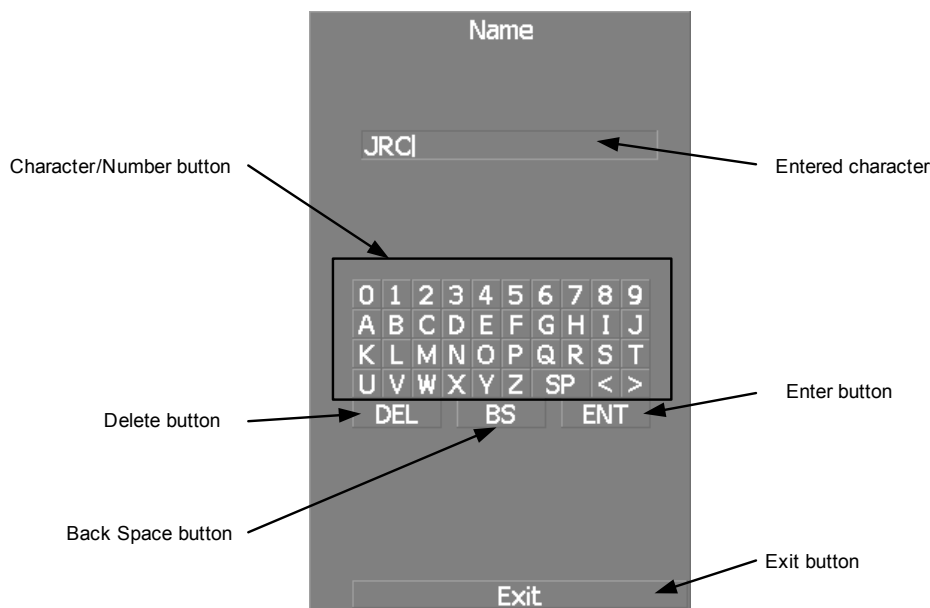 Name
JRC
Character/Number button
Entered character
0 1 2 3 4 5 6 7 8 9
A B C D E F G H I J
K L M N O P Q R S T
U V W X Y Z SP < >
Enter button
DEL BS ENT
Delete button
Back Space button
Exit button
Exit